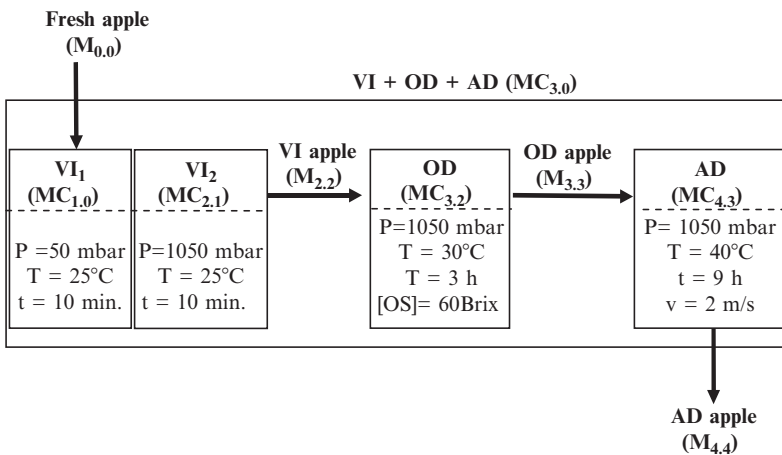 Fresh apple
(M0.0)
VI + OD + AD (MC3.0)
VI1
(MC1.0)
P =50 mbar
T = 25°C
t = 10 min.
VI2
(MC2.1)
P=1050 mbar
T = 25°C
t = 10 min.
VI apple
(M2.2)
OD
(MC3.2)
P=1050 mbar
T = 30°C
T = 3 h
[OS]= 60Brix
OD apple
(M3.3)
AD
(MC4.3)
P= 1050 mbar
T = 40°C
t = 9 h
v = 2 m/s
AD apple
(M4.4)